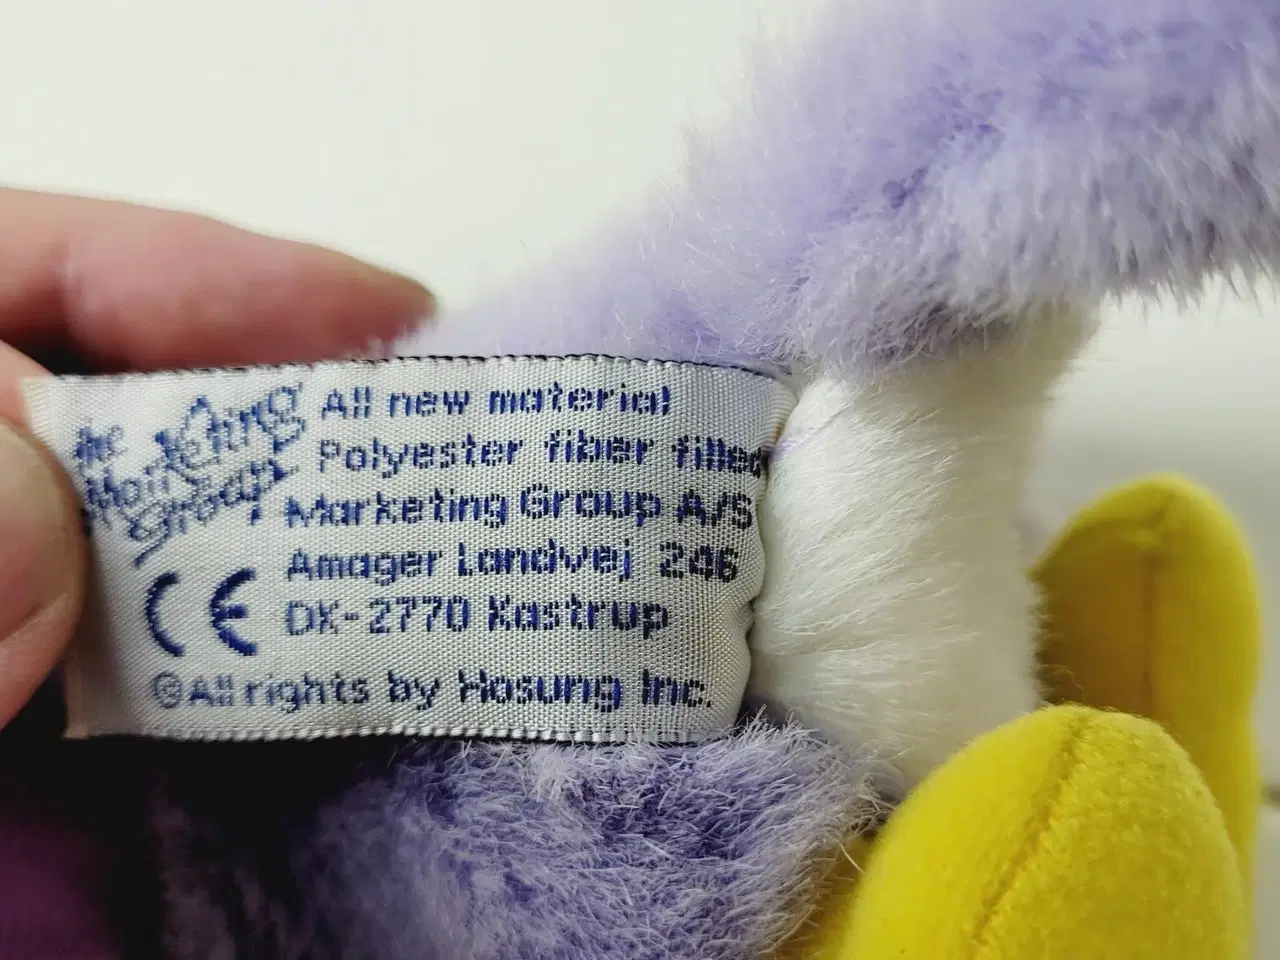 the
Marketing
group
All new material
Polyester fiber filled
Marketing Group A/S
Amager Landvej 246
DK-2770 Kastrup
CE
©All rights by Hosung Inc.